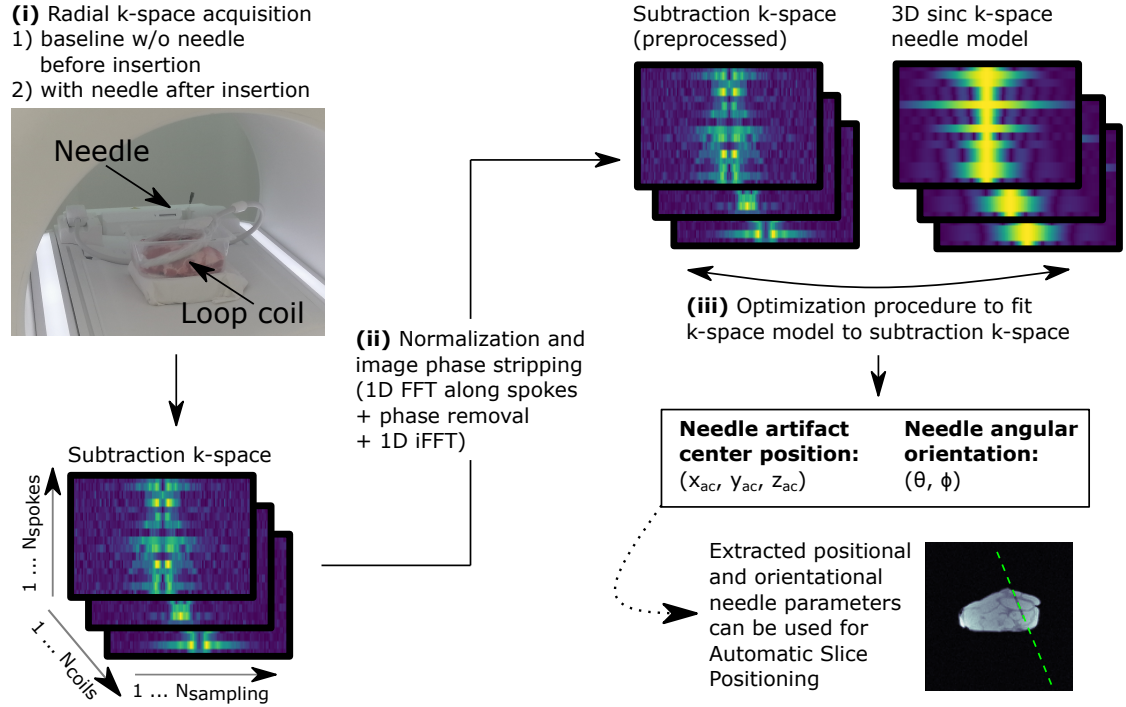 (i) Radial k-space acquisition
1) baseline w/o needle
before insertion
2) with needle after insertion
Needle
Loop coil
Subtraction k-space
1 ... Nspokes
1 ... Ncoils
1 ... Nsampling
(ii) Normalization and
image phase stripping
(1D FFT along spokes
+ phase removal
+ 1D iFFT)
Subtraction k-space
(preprocessed)
3D sinc k-space
needle model
(iii) Optimization procedure to fit
k-space model to subtraction k-space
Needle artifact
center position:
(xac, yac, zac)
Needle angular
orientation:
(θ, ϕ)
Extracted positional
and orientational
needle parameters
can be used for
Automatic Slice
Positioning